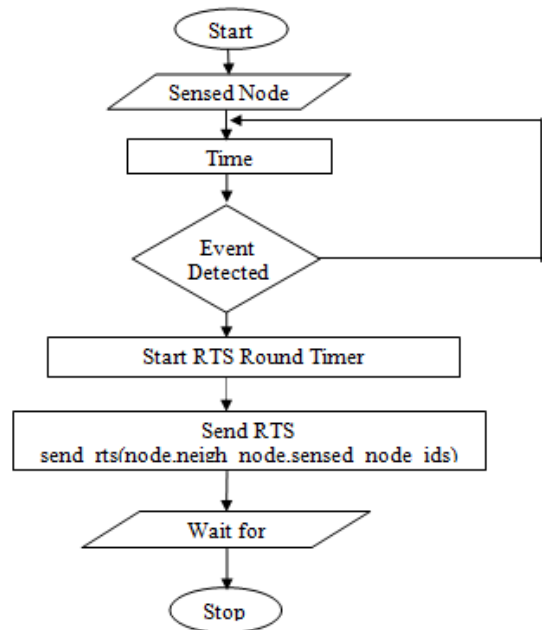 Start
Sensed Node
Time
Event
Detected
Start RTS Round Timer
Send RTS
send_rts(node,neigh_node,sensed_node_ids)
Wait for
Stop